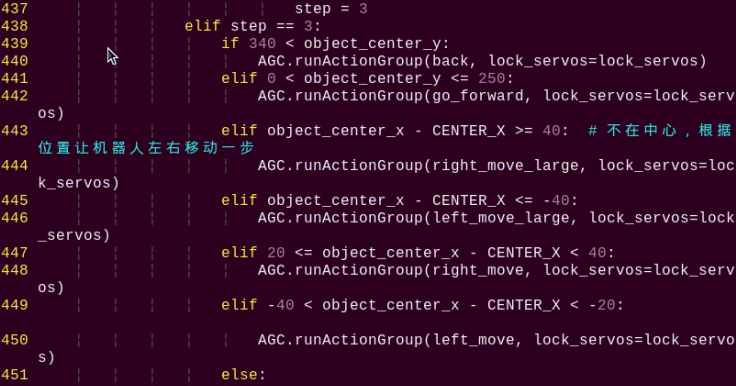 437 step = 3
438 elif step == 3:
439 if 340 < object_center_y:
440 AGC.runActionGroup(back, lock_servos=lock_servos)
441 elif 0 < object_center_y <= 250:
442 AGC.runActionGroup(go_forward, lock_servos=lock_serv
os)
443 elif object_center_x - CENTER_X >= 40:  # 不在中心，根据
位置让机器人左右移动一步
444 AGC.runActionGroup(right_move_large, lock_servos=loc
k_servos)
445 elif object_center_x - CENTER_X <= -40:
446 AGC.runActionGroup(left_move_large, lock_servos=lock
_servos)
447 elif 20 <= object_center_x - CENTER_X < 40:
448 AGC.runActionGroup(right_move, lock_servos=lock_serv
os)
449 elif -40 < object_center_x - CENTER_X < -20:
450 AGC.runActionGroup(left_move, lock_servos=lock_servo
s)
451 else: